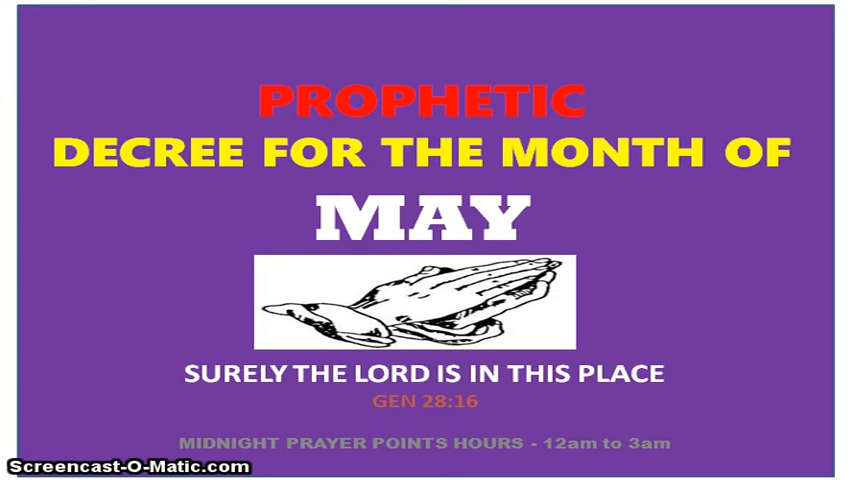 PROPHETIC
DECREE FOR THE MONTH OF
MAY
SURELY THE LORD IS IN THIS PLACE
GEN 28:16
MIDNIGHT PRAYER POINTS HOURS - 12am to 3am
Screencast-O-Matic.com